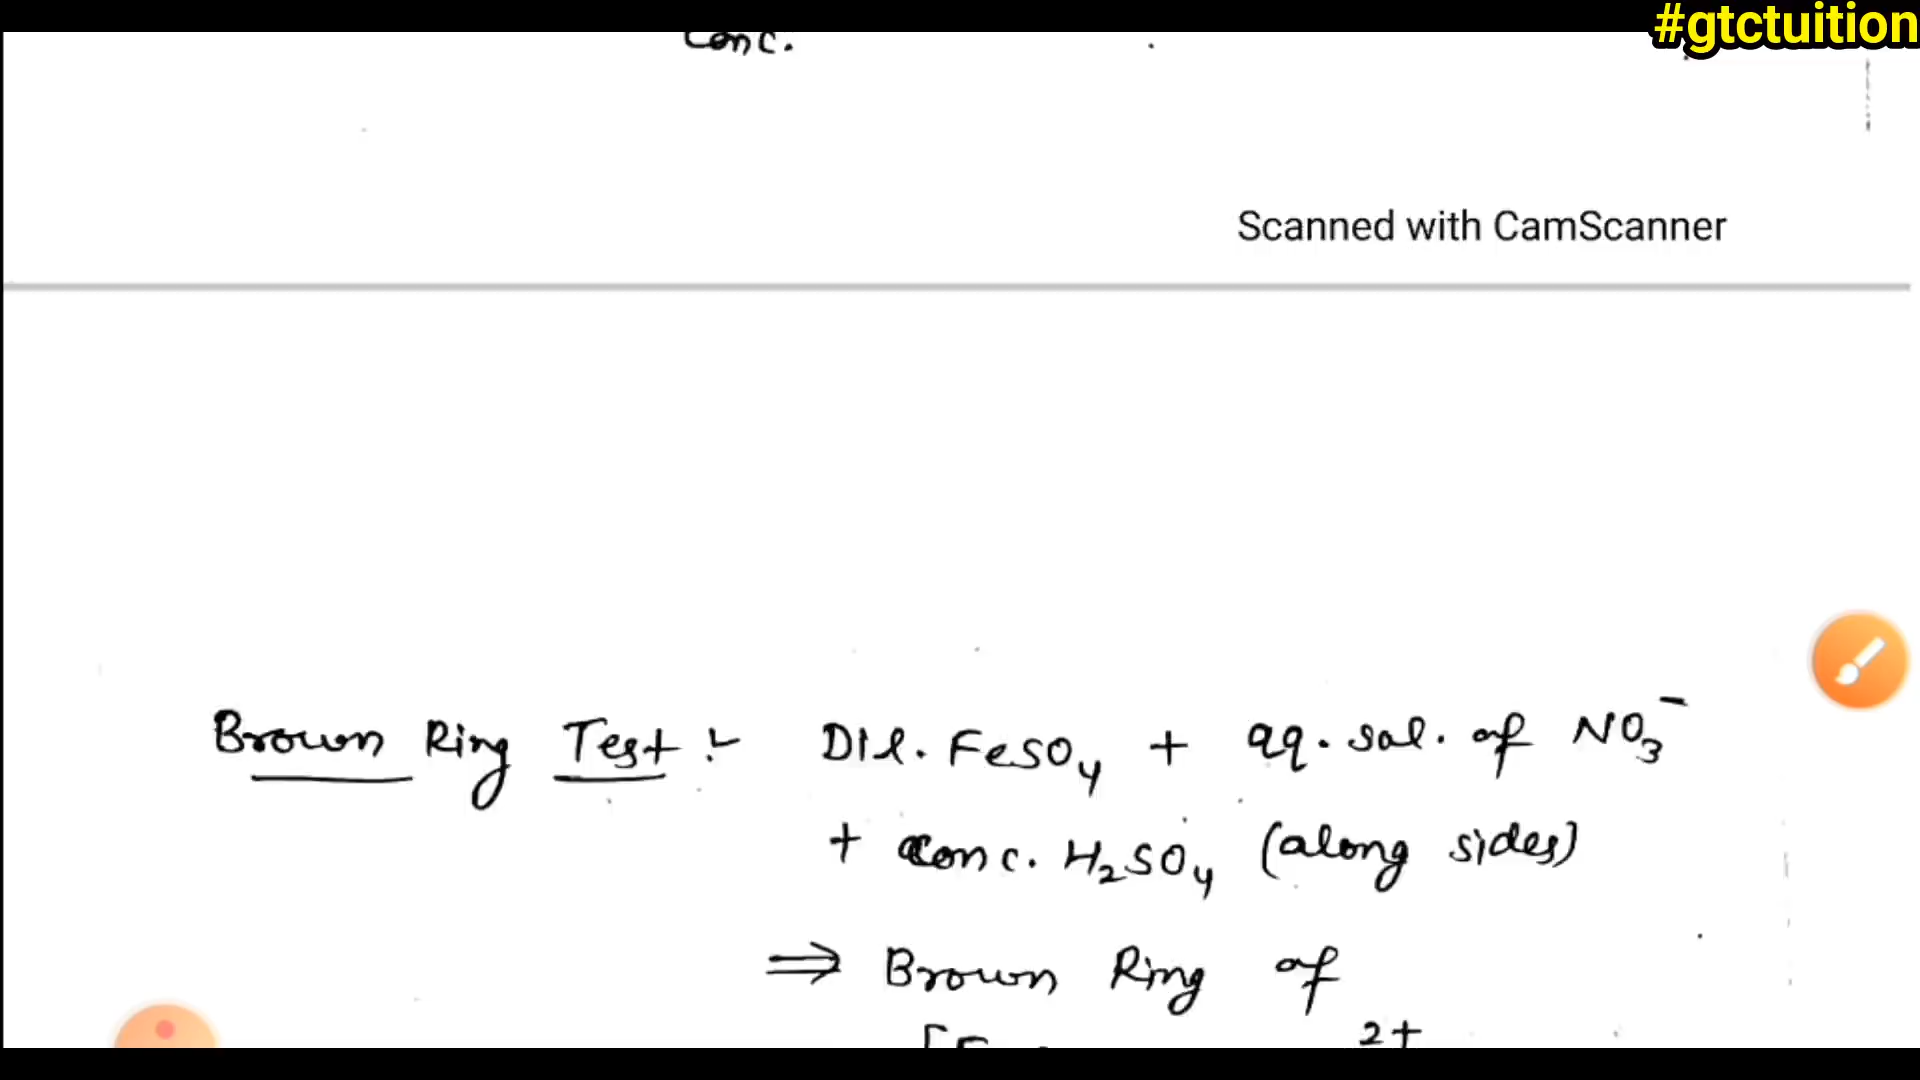 #gtctuition
Conc.
Scanned with CamScanner
Brown Ring Test :- Dil. FeSO₄ + aq. sol. of NO₃⁻
+ conc. H₂SO₄ (along sides)
⇒ Brown Ring of
2+